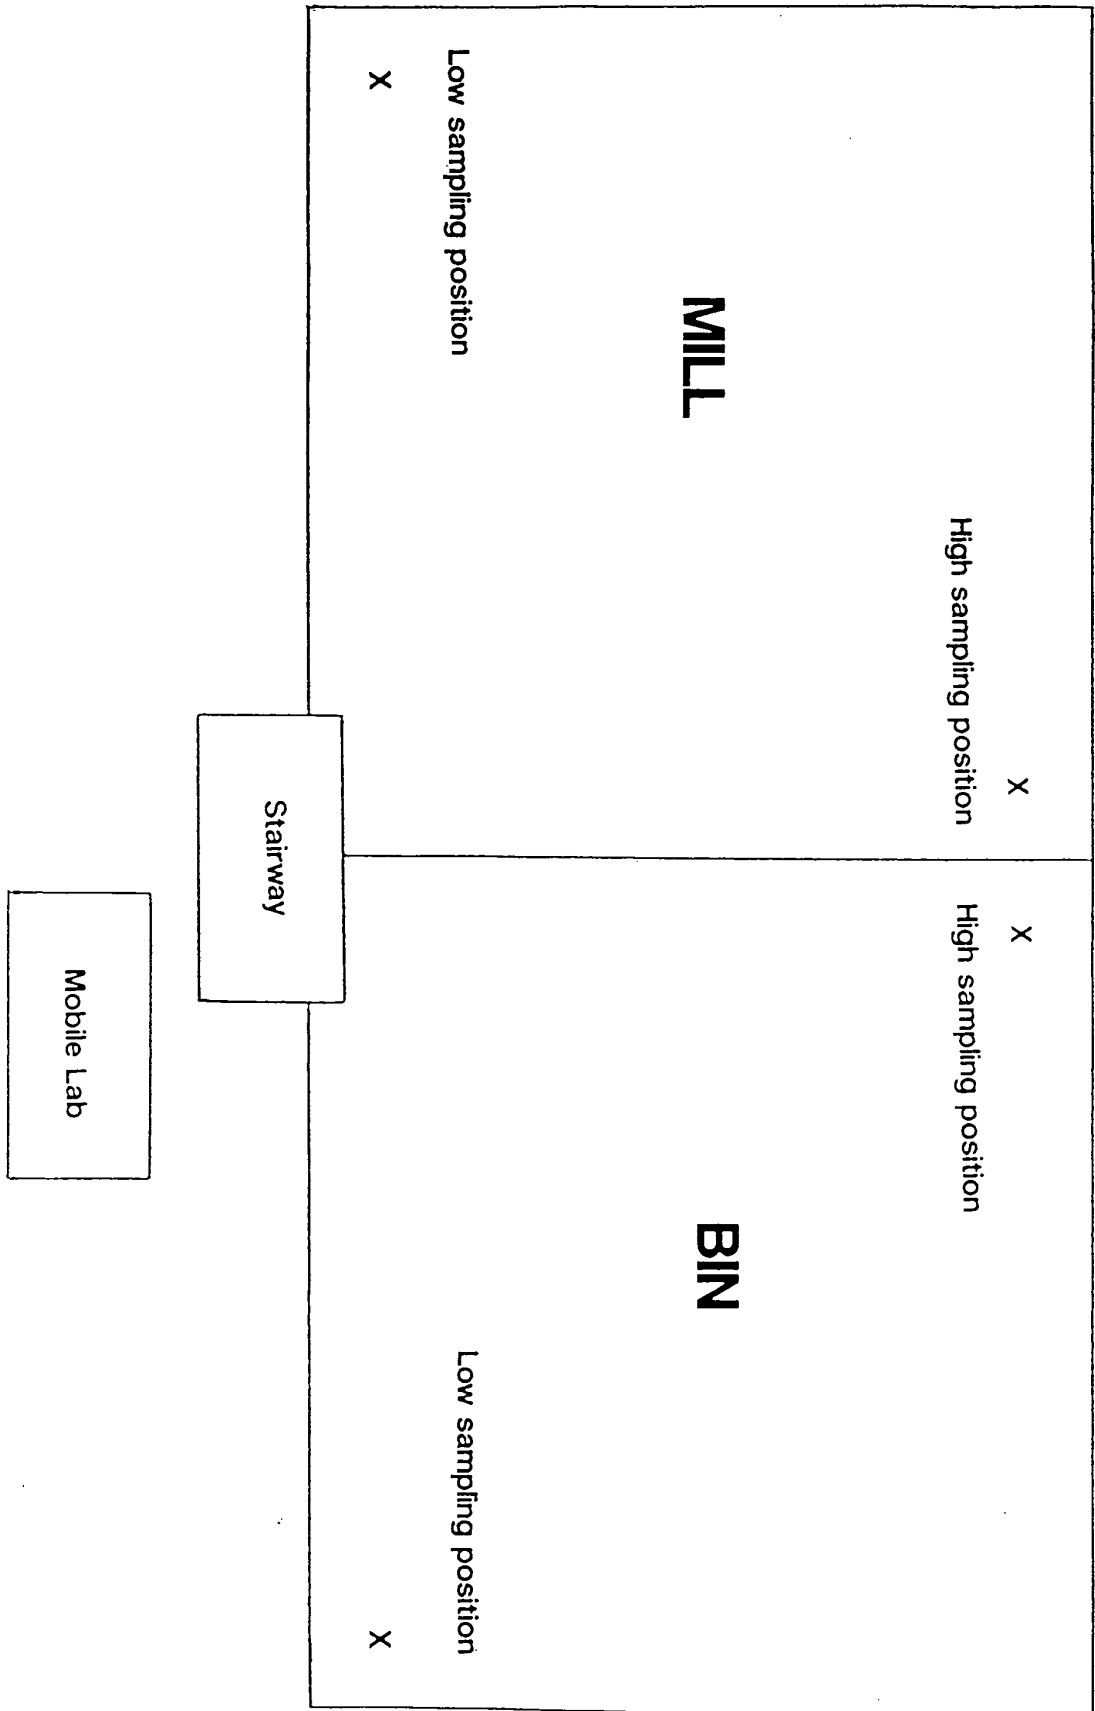 X
High sampling position
X
High sampling position
MILL
BIN
Low sampling position
X
Low sampling position
X
Stairway
Mobile Lab